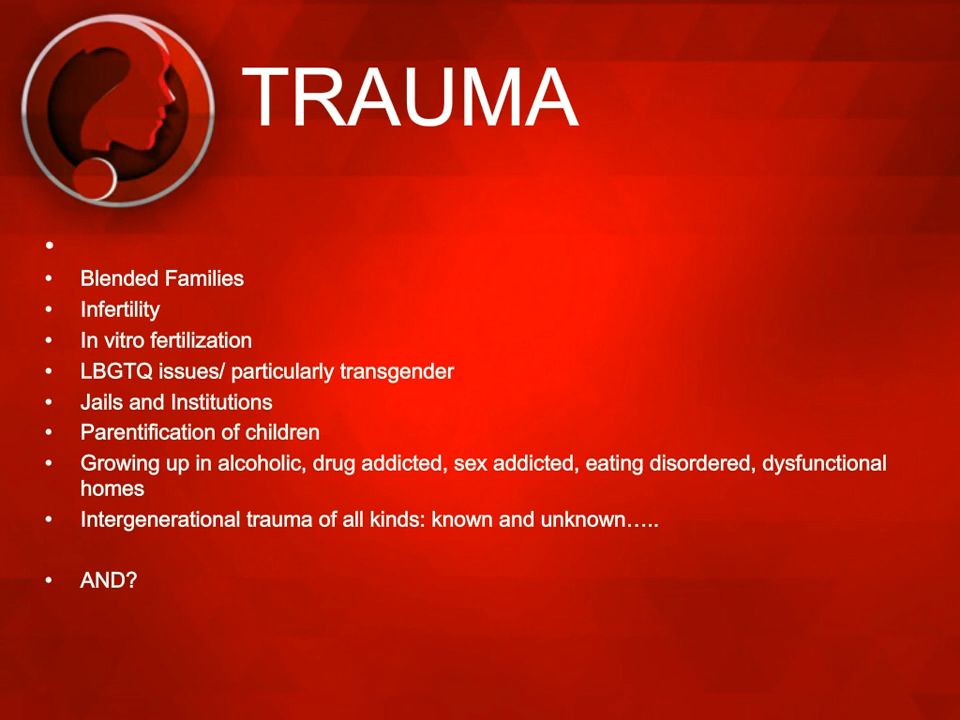 TRAUMA
•
• Blended Families
• Infertility
• In vitro fertilization
• LBGTQ issues/ particularly transgender
• Jails and Institutions
• Parentification of children
• Growing up in alcoholic, drug addicted, sex addicted, eating disordered, dysfunctional
homes
• Intergenerational trauma of all kinds: known and unknown…..
• AND?